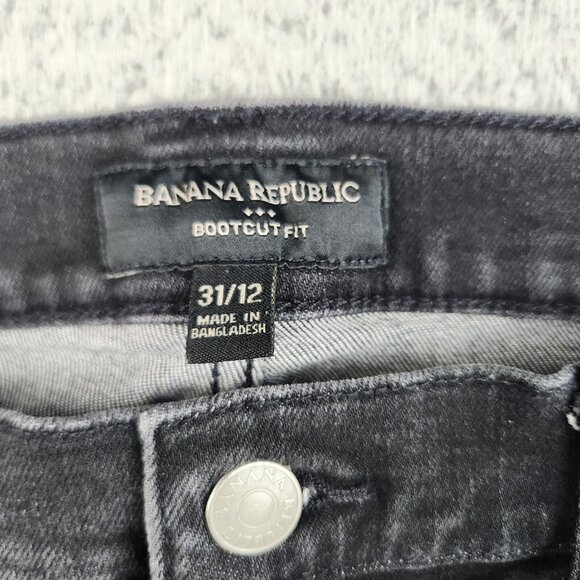 BANANA REPUBLIC
BOOTCUT FIT
31/12
MADE IN
BANGLADESH
BANANA REPUBLIC